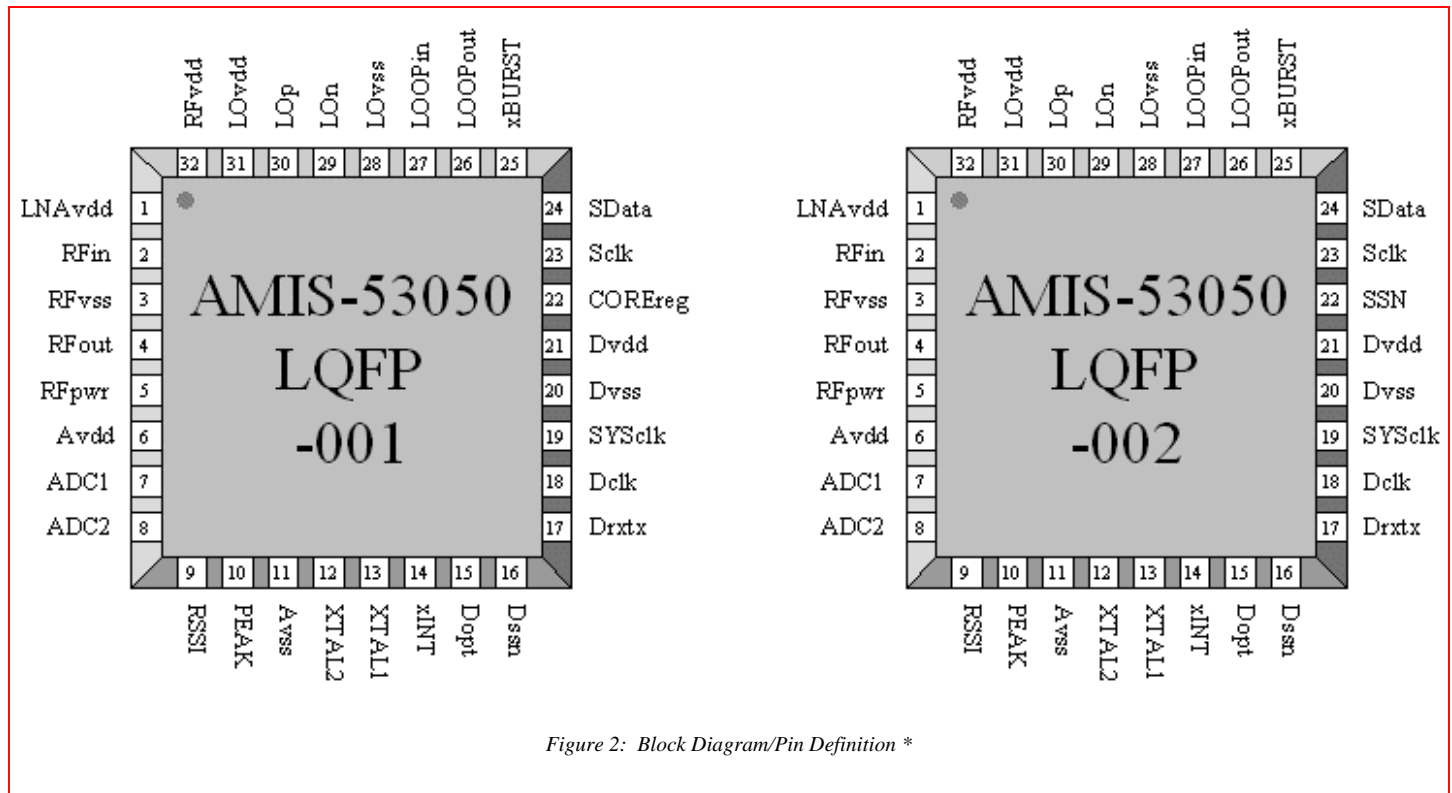 RFvdd LOvdd LOp LOn LOvss LOOPin LOOPout xBURST
32 31 30 29 28 27 26 25
LNAvdd 1 24 SData
RFin 2 23 Sclk
RFvss 3 22 COREreg
RFout 4 21 Dvdd
RFpwr 5 20 Dvss
Avdd 6 19 SYSclk
ADC1 7 18 Dclk
ADC2 8 17 Drxtx
AMIS-53050
LQFP
-001
9 10 11 12 13 14 15 16
RSSI PEAK Avss XTAL2 XTAL1 xINT Dopt Dssn
RFvdd LOvdd LOp LOn LOvss LOOPin LOOPout xBURST
32 31 30 29 28 27 26 25
LNAvdd 1 24 SData
RFin 2 23 Sclk
RFvss 3 22 SSN
RFout 4 21 Dvdd
RFpwr 5 20 Dvss
Avdd 6 19 SYSclk
ADC1 7 18 Dclk
ADC2 8 17 Drxtx
AMIS-53050
LQFP
-002
9 10 11 12 13 14 15 16
RSSI PEAK Avss XTAL2 XTAL1 xINT Dopt Dssn
Figure 2: Block Diagram/Pin Definition *